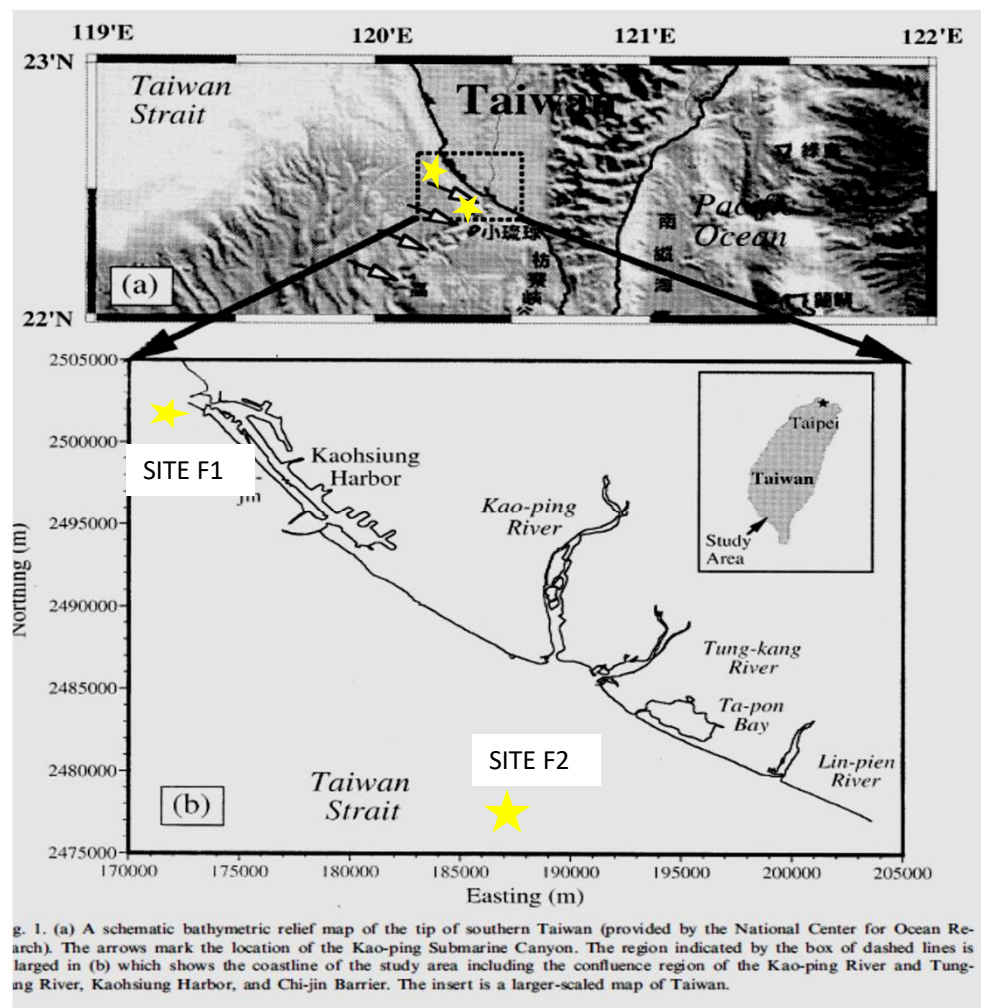 119'E 120'E 121'E 122'E
23'N
Taiwan
Strait
Taiwan
綠島
Pacific
Ocean
小琉球
南
灣
枋
寮
峽
(a)
22'N
2505000
2500000
2495000
2490000
2485000
2480000
2475000
Northing (m)
SITE F1
Kaohsiung
Harbor
jin
Kao-ping
River
Taipei
Taiwan
Study
Area
Tung-kang
River
Ta-pon
Bay
Lin-pien
River
SITE F2
Taiwan
Strait
(b)
170000 175000 180000 185000 190000 195000 200000 205000
Easting (m)
g. 1. (a) A schematic bathymetric relief map of the tip of southern Taiwan (provided by the National Center for Ocean Re-
arch). The arrows mark the location of the Kao-ping Submarine Canyon. The region indicated by the box of dashed lines is
larged in (b) which shows the coastline of the study area including the confluence region of the Kao-ping River and Tung-
ng River, Kaohsiung Harbor, and Chi-jin Barrier. The insert is a larger-scaled map of Taiwan.